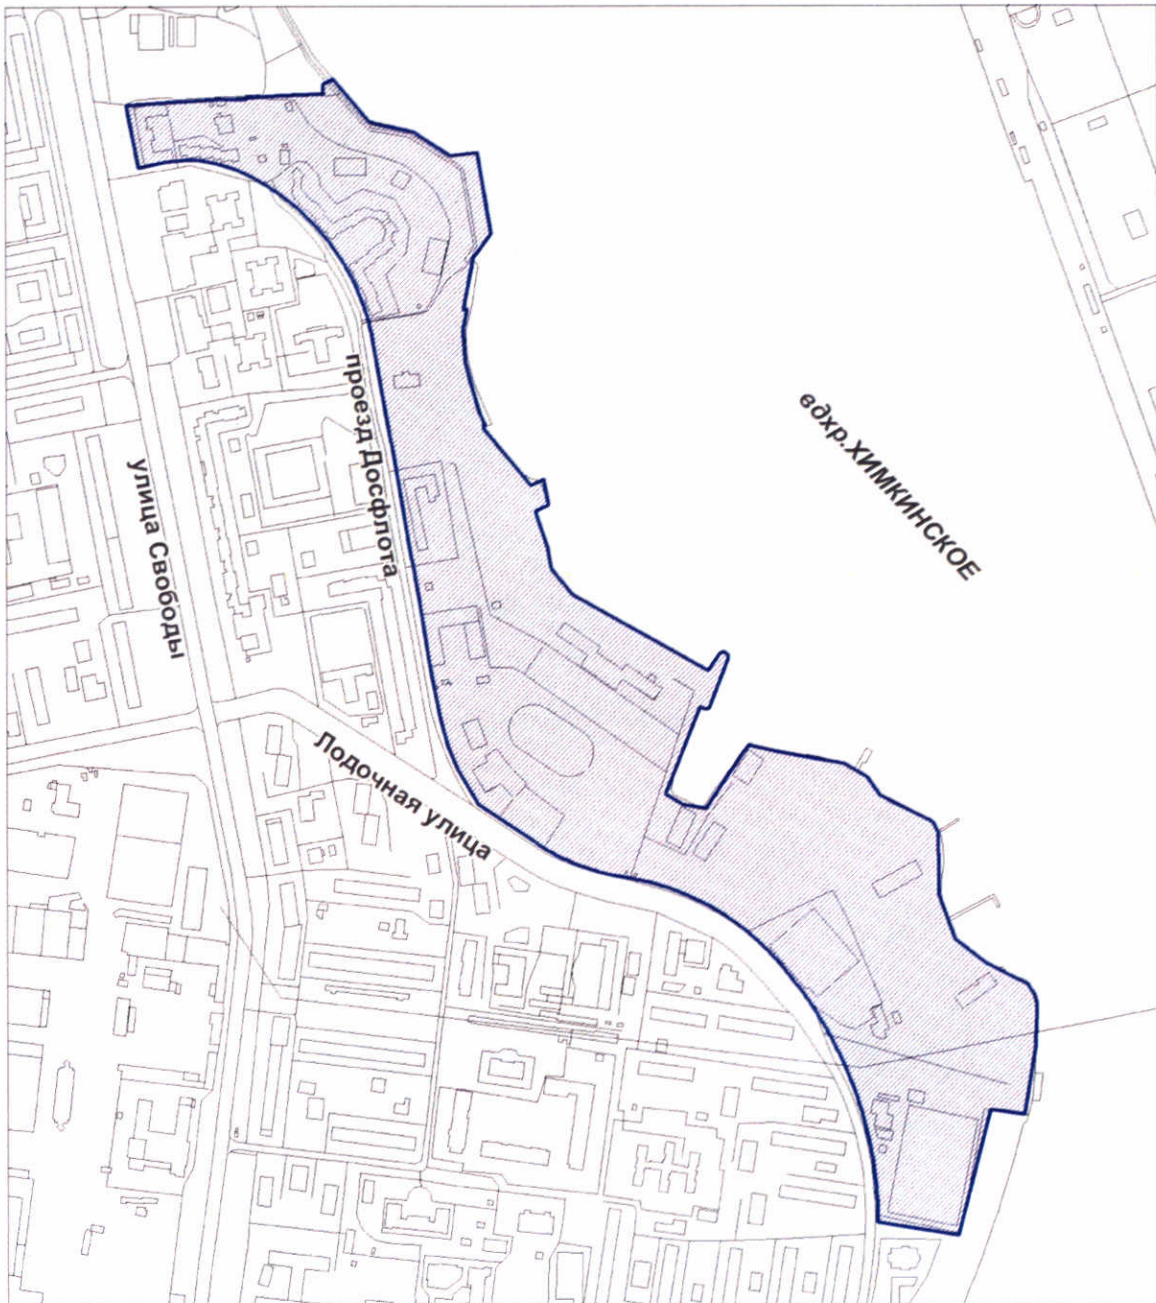 вдхр.ХИМКИНСКОЕ
проезд Досфлота
улица Свободы
Лодочная улица